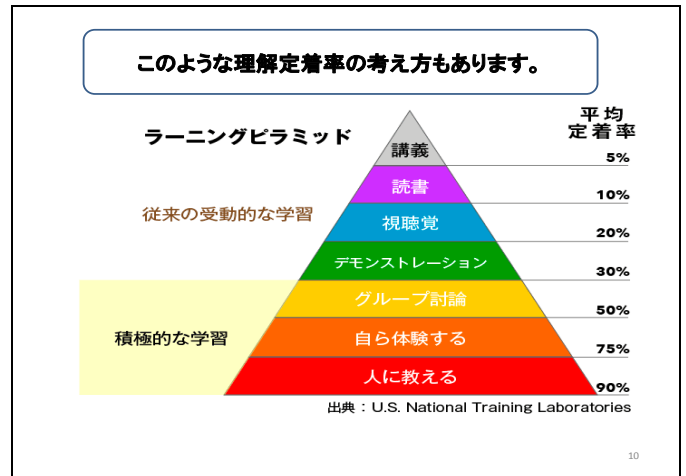 このような理解定着率の考え方もあります。
ラーニングピラミッド
平均
定着率
講義
5%
読書
10%
従来の受動的な学習
視聴覚
20%
デモンストレーション
30%
グループ討論
50%
積極的な学習
自ら体験する
75%
人に教える
90%
出典：U.S. National Training Laboratories
10